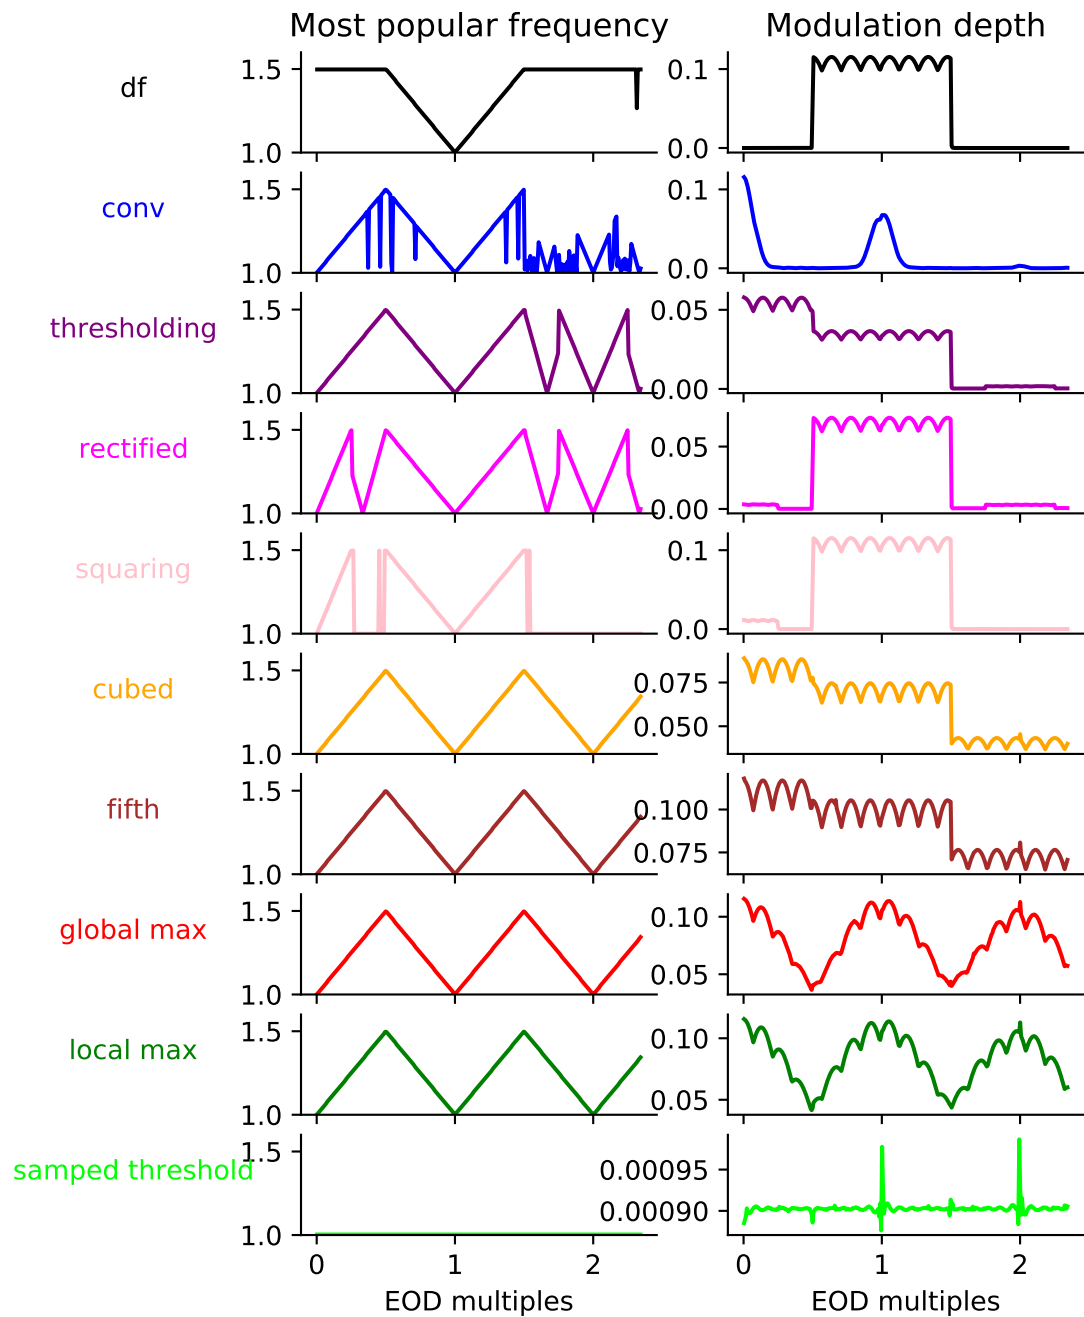 Most popular frequency Modulation depth
df 1.5 1.0 0.1 0.0
conv 1.5 1.0 0.1 0.0
thresholding 1.5 1.0 0.05 0.00
rectified 1.5 1.0 0.05 0.00
squaring 1.5 1.0 0.1 0.0
cubed 1.5 1.0 0.075 0.050
fifth 1.5 1.0 0.100 0.075
global max 1.5 1.0 0.10 0.05
local max 1.5 1.0 0.10 0.05
samped threshold 1.5 1.0 0.00095 0.00090
0 1 2 0 1 2
EOD multiples EOD multiples